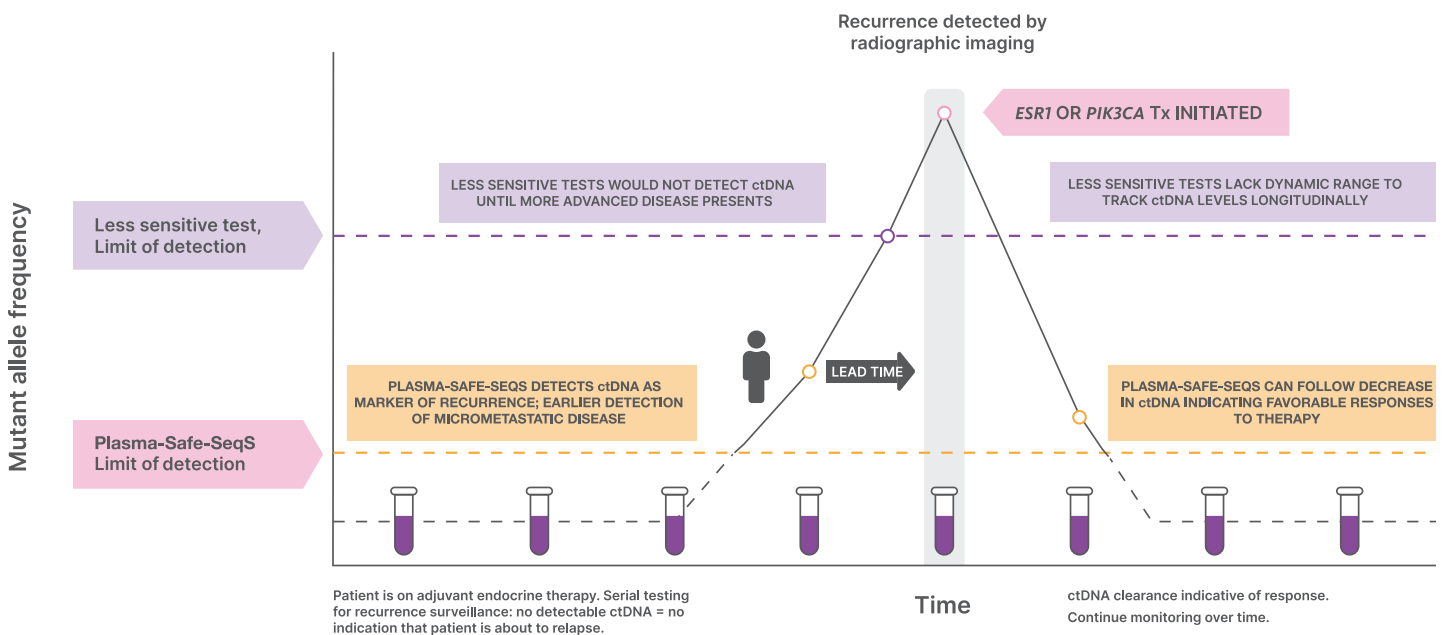 Recurrence detected by
radiographic imaging
ESR1 OR PIK3CA Tx INITIATED
LESS SENSITIVE TESTS WOULD NOT DETECT ctDNA
UNTIL MORE ADVANCED DISEASE PRESENTS
LESS SENSITIVE TESTS LACK DYNAMIC RANGE TO
TRACK ctDNA LEVELS LONGITUDINALLY
Mutant allele frequency
Less sensitive test,
Limit of detection
LEAD TIME
PLASMA-SAFE-SEQS DETECTS ctDNA AS
MARKER OF RECURRENCE; EARLIER DETECTION
OF MICROMETASTATIC DISEASE
PLASMA-SAFE-SEQS CAN FOLLOW DECREASE
IN ctDNA INDICATING FAVORABLE RESPONSES
TO THERAPY
Plasma-Safe-SeqS
Limit of detection
Patient is on adjuvant endocrine therapy. Serial testing
for recurrence surveillance: no detectable ctDNA = no
indication that patient is about to relapse.
Time
ctDNA clearance indicative of response.
Continue monitoring over time.